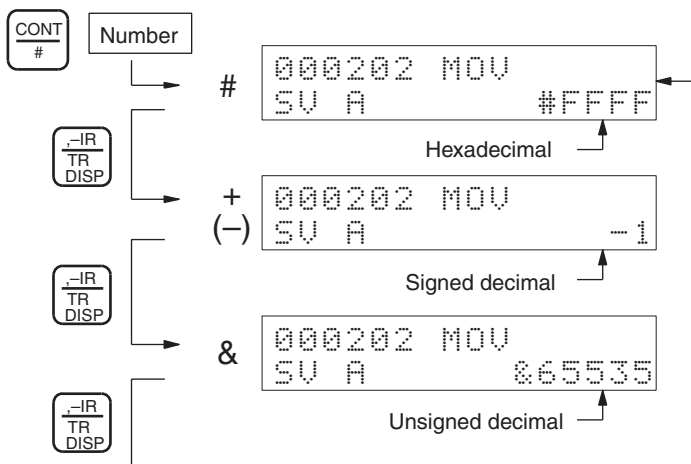 CONT
#
Number
#
000202 MOV
SV A #FFFF
Hexadecimal
,–IR
TR
DISP
+
(–)
000202 MOV
SV A –1
Signed decimal
,–IR
TR
DISP
&
000202 MOV
SV A &65535
Unsigned decimal
,–IR
TR
DISP